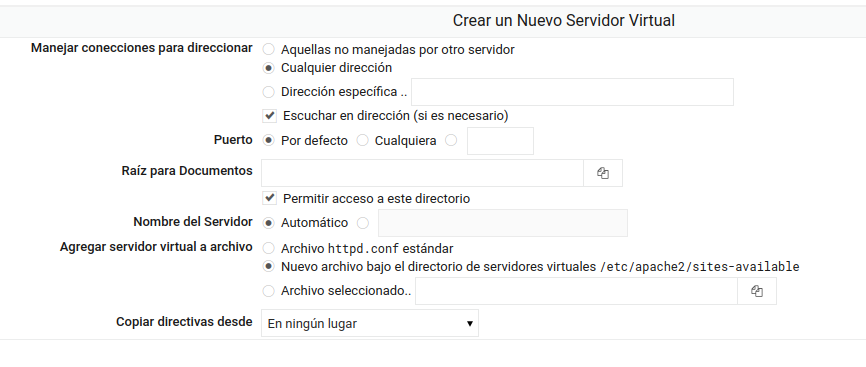 Crear un Nuevo Servidor Virtual
Manejar conecciones para direccionar Aquellas no manejadas por otro servidor
Cualquier dirección
Dirección específica ..
Escuchar en dirección (si es necesario)
Puerto Por defecto Cualquiera
Raíz para Documentos
Permitir acceso a este directorio
Nombre del Servidor Automático
Agregar servidor virtual a archivo Archivo httpd.conf estándar
Nuevo archivo bajo el directorio de servidores virtuales /etc/apache2/sites-available
Archivo seleccionado..
Copiar directivas desde En ningún lugar